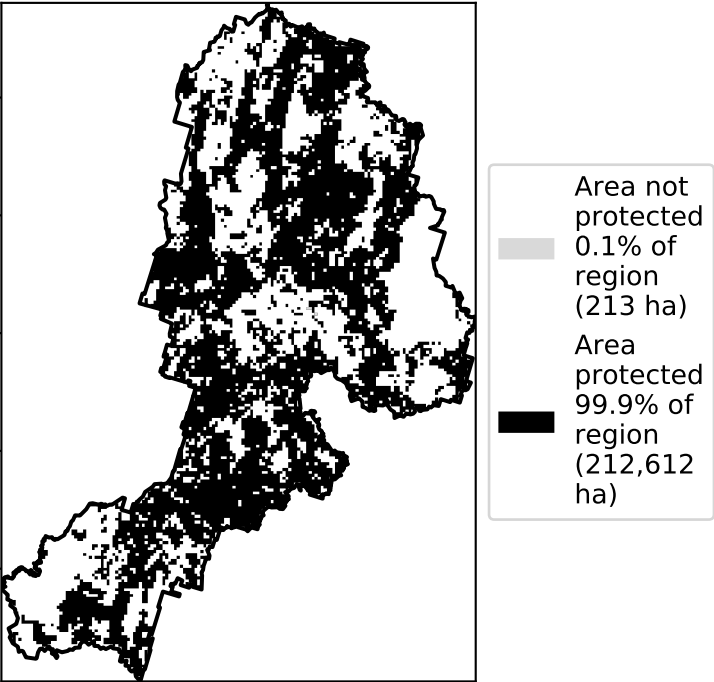 Area not
protected
0.1% of
region
(213 ha)
Area
protected
99.9% of
region
(212,612
ha)